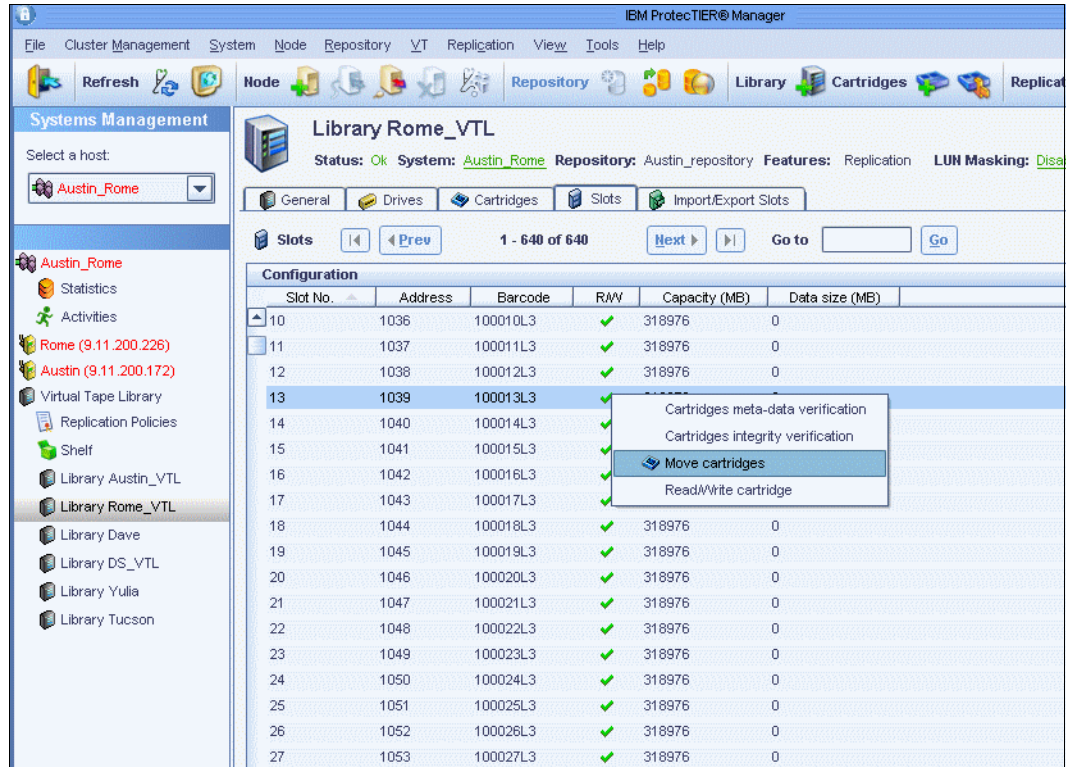 IBM ProtecTIER® Manager
File Cluster Management System Node Repository VT Replication View Tools Help
Refresh Node Repository Library Cartridges Replicat
Systems Management
Select a host:
Austin_Rome
Austin_Rome
Statistics
Activities
Rome (9.11.200.226)
Austin (9.11.200.172)
Virtual Tape Library
Replication Policies
Shelf
Library Austin_VTL
Library Rome_VTL
Library Dave
Library DS_VTL
Library Yulia
Library Tucson
Library Rome_VTL
Status: Ok System: Austin_Rome Repository: Austin_repository Features: Replication LUN Masking: Disa
General Drives Cartridges Slots Import/Export Slots
Slots Prev 1 - 640 of 640 Next Go to Go
Configuration
Slot No. Address Barcode R/W Capacity (MB) Data size (MB)
10 1036 100010L3 318976 0
11 1037 100011L3 318976 0
12 1038 100012L3 318976 0
13 1039 100013L3
14 1040 100014L3
15 1041 100015L3
16 1042 100016L3
17 1043 100017L3
18 1044 100018L3 318976 0
19 1045 100019L3 318976 0
20 1046 100020L3 318976 0
21 1047 100021L3 318976 0
22 1048 100022L3 318976 0
23 1049 100023L3 318976 0
24 1050 100024L3 318976 0
25 1051 100025L3 318976 0
26 1052 100026L3 318976 0
27 1053 100027L3 318976 0
Cartridges meta-data verification
Cartridges integrity verification
Move cartridges
Read/Write cartridge